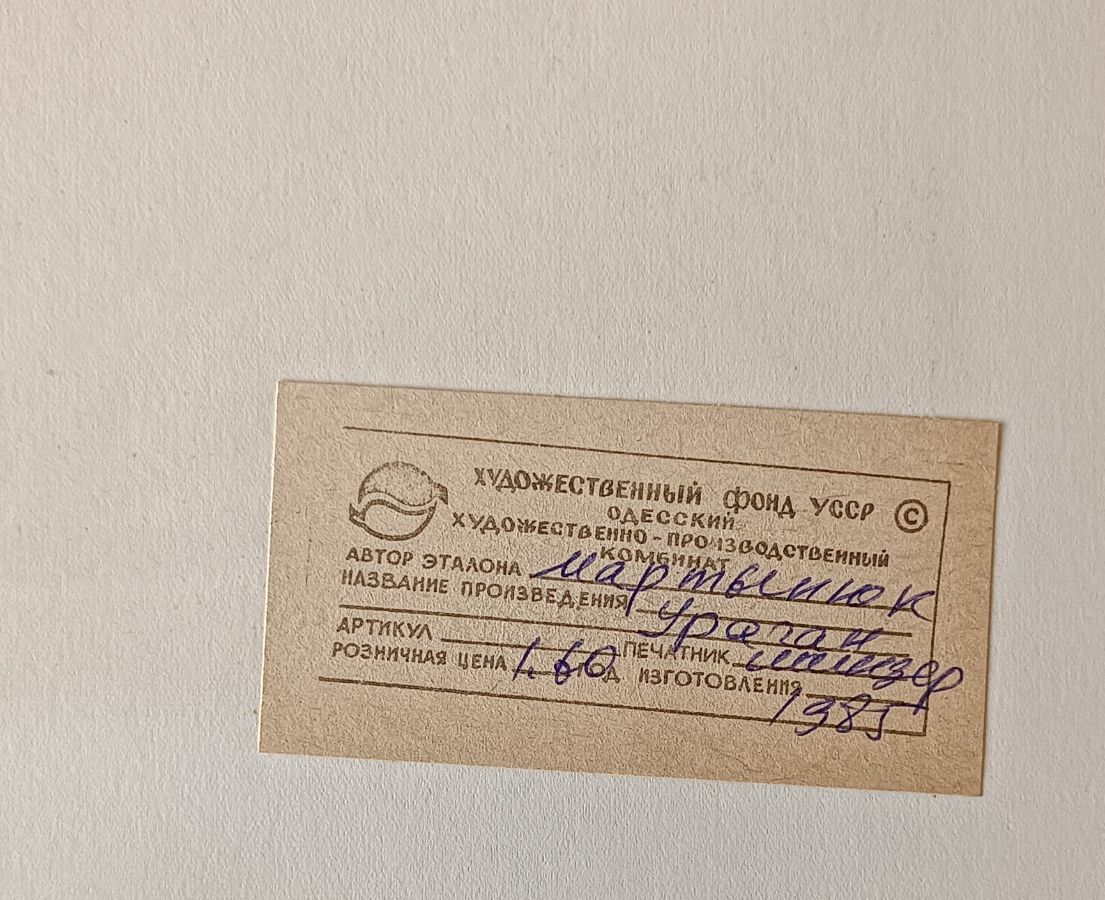 ХУДОЖЕСТВЕННЫЙ ФОНД УССР ©
ОДЕССКИЙ
ХУДОЖЕСТВЕННО-ПРОИЗВОДСТВЕННЫЙ
КОМБИНАТ
АВТОР ЭТАЛОНА Мартынюк
НАЗВАНИЕ ПРОИЗВЕДЕНИЯ
Ураган
АРТИКУЛ ПЕЧАТНИК
РОЗНИЧНАЯ ЦЕНА 1.60 ГОД ИЗГОТОВЛЕНИЯ
1985